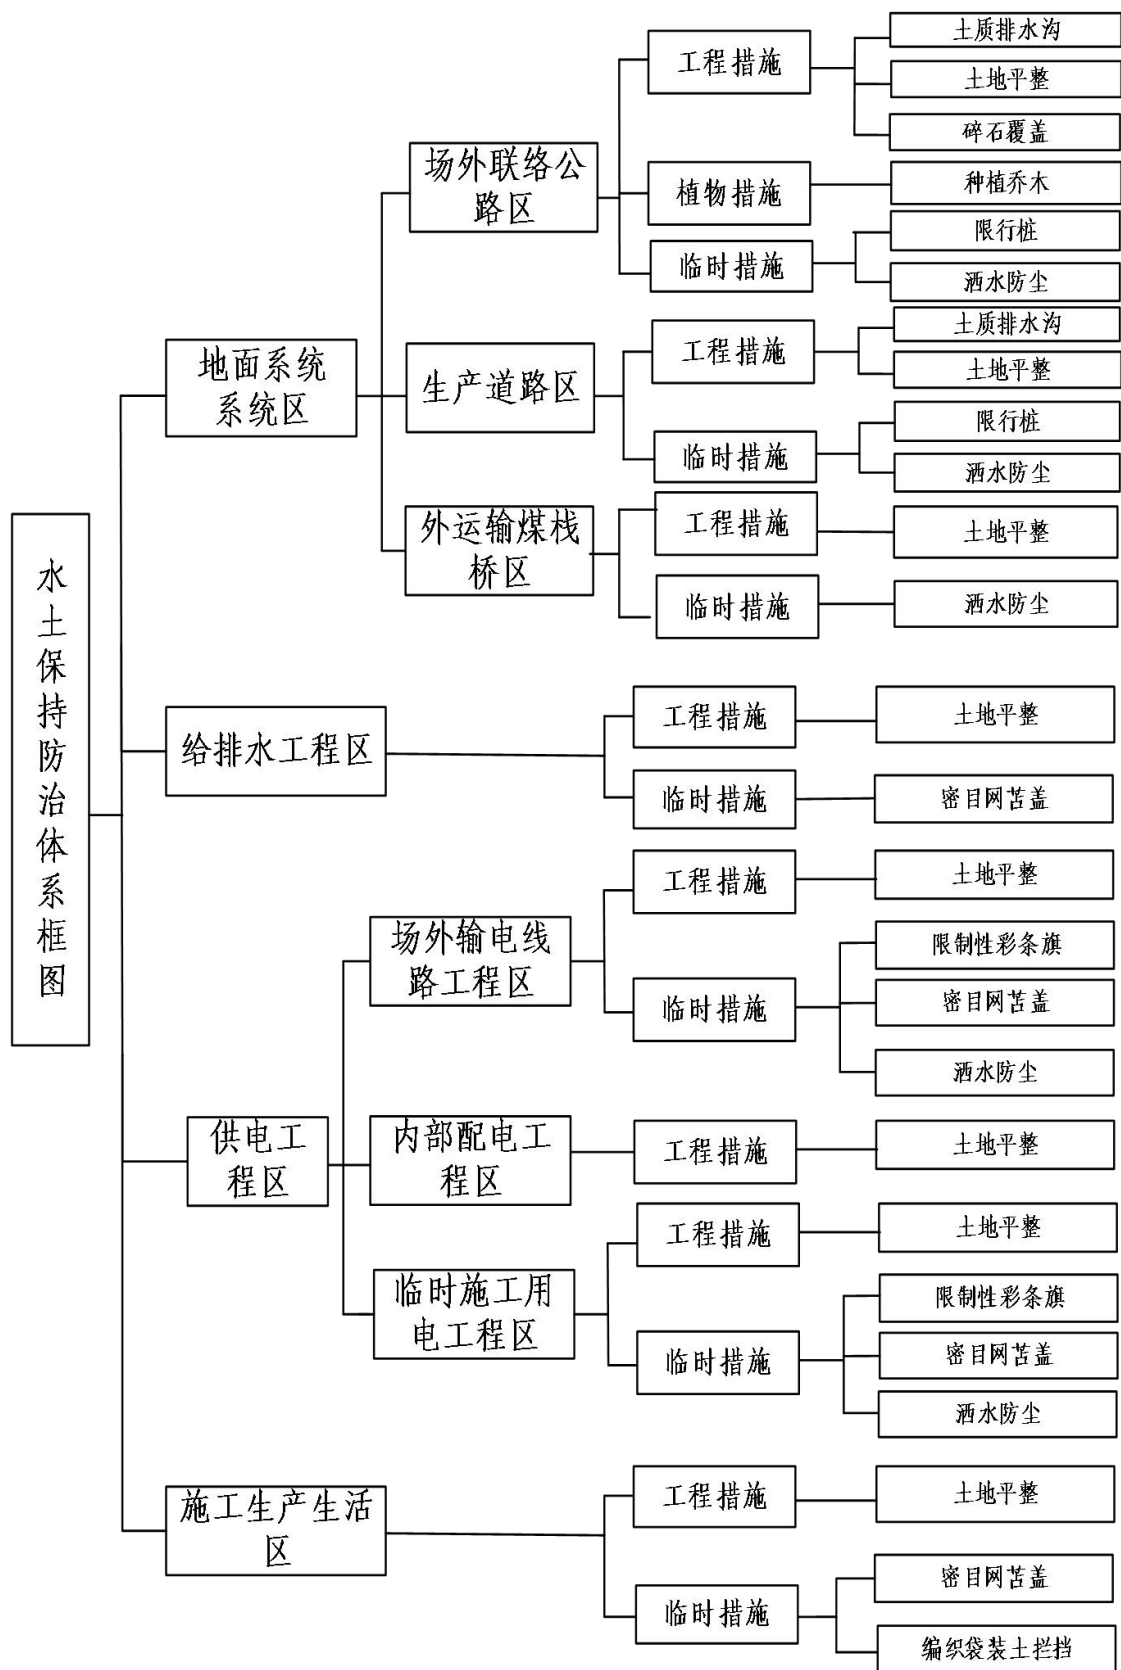 水土保持防治体系框图
地面系统
系统区
场外联络公
路区
工程措施
土质排水沟
土地平整
碎石覆盖
植物措施
种植乔木
临时措施
限行桩
洒水防尘
生产道路区
工程措施
土质排水沟
土地平整
临时措施
限行桩
洒水防尘
外运输煤栈
桥区
工程措施
土地平整
临时措施
洒水防尘
给排水工程区
工程措施
土地平整
临时措施
密目网苫盖
供电工
程区
场外输电线
路工程区
工程措施
土地平整
临时措施
限制性彩条旗
密目网苫盖
洒水防尘
内部配电工
程区
工程措施
土地平整
临时施工用
电工程区
工程措施
土地平整
临时措施
限制性彩条旗
密目网苫盖
洒水防尘
施工生产生活
区
工程措施
土地平整
临时措施
密目网苫盖
编织袋装土拦挡